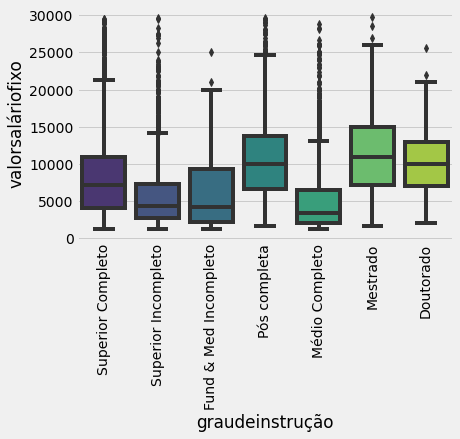 30000
25000
20000
15000
10000
5000
0
valorsaláriofixo
Superior Completo
Superior Incompleto
Fund & Med Incompleto
Pós completa
Médio Completo
Mestrado
Doutorado
graudeinstrução